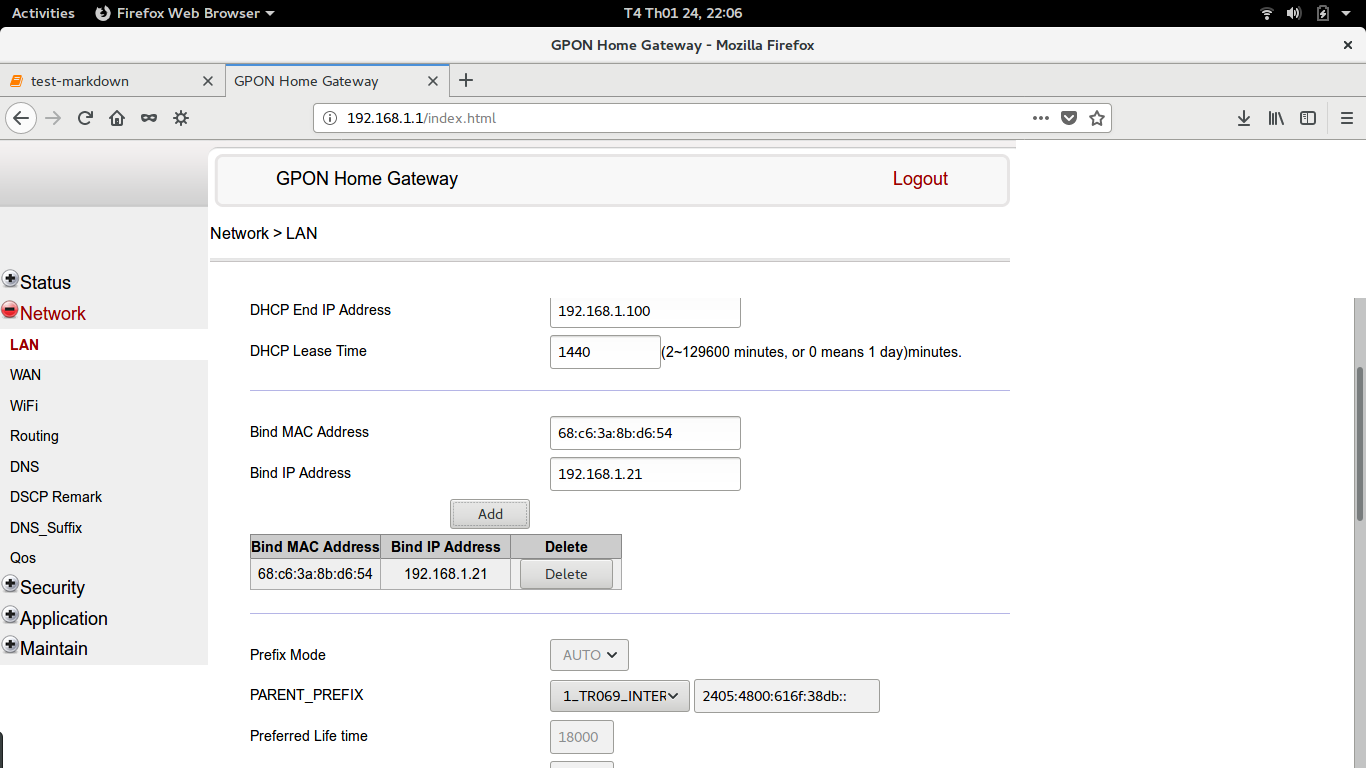 Activities Firefox Web Browser T4 Th01 24, 22:06
GPON Home Gateway - Mozilla Firefox
test-markdown GPON Home Gateway
192.168.1.1/index.html
GPON Home Gateway Logout
Network > LAN
Status
Network
LAN
WAN
WiFi
Routing
DNS
DSCP Remark
DNS_Suffix
Qos
Security
Application
Maintain
DHCP End IP Address 192.168.1.100
DHCP Lease Time 1440 (2~129600 minutes, or 0 means 1 day)minutes.
Bind MAC Address 68:c6:3a:8b:d6:54
Bind IP Address 192.168.1.21
Add
Bind MAC Address Bind IP Address Delete
68:c6:3a:8b:d6:54 192.168.1.21 Delete
Prefix Mode AUTO
PARENT_PREFIX 1_TR069_INTER 2405:4800:616f:38db::
Preferred Life time 18000